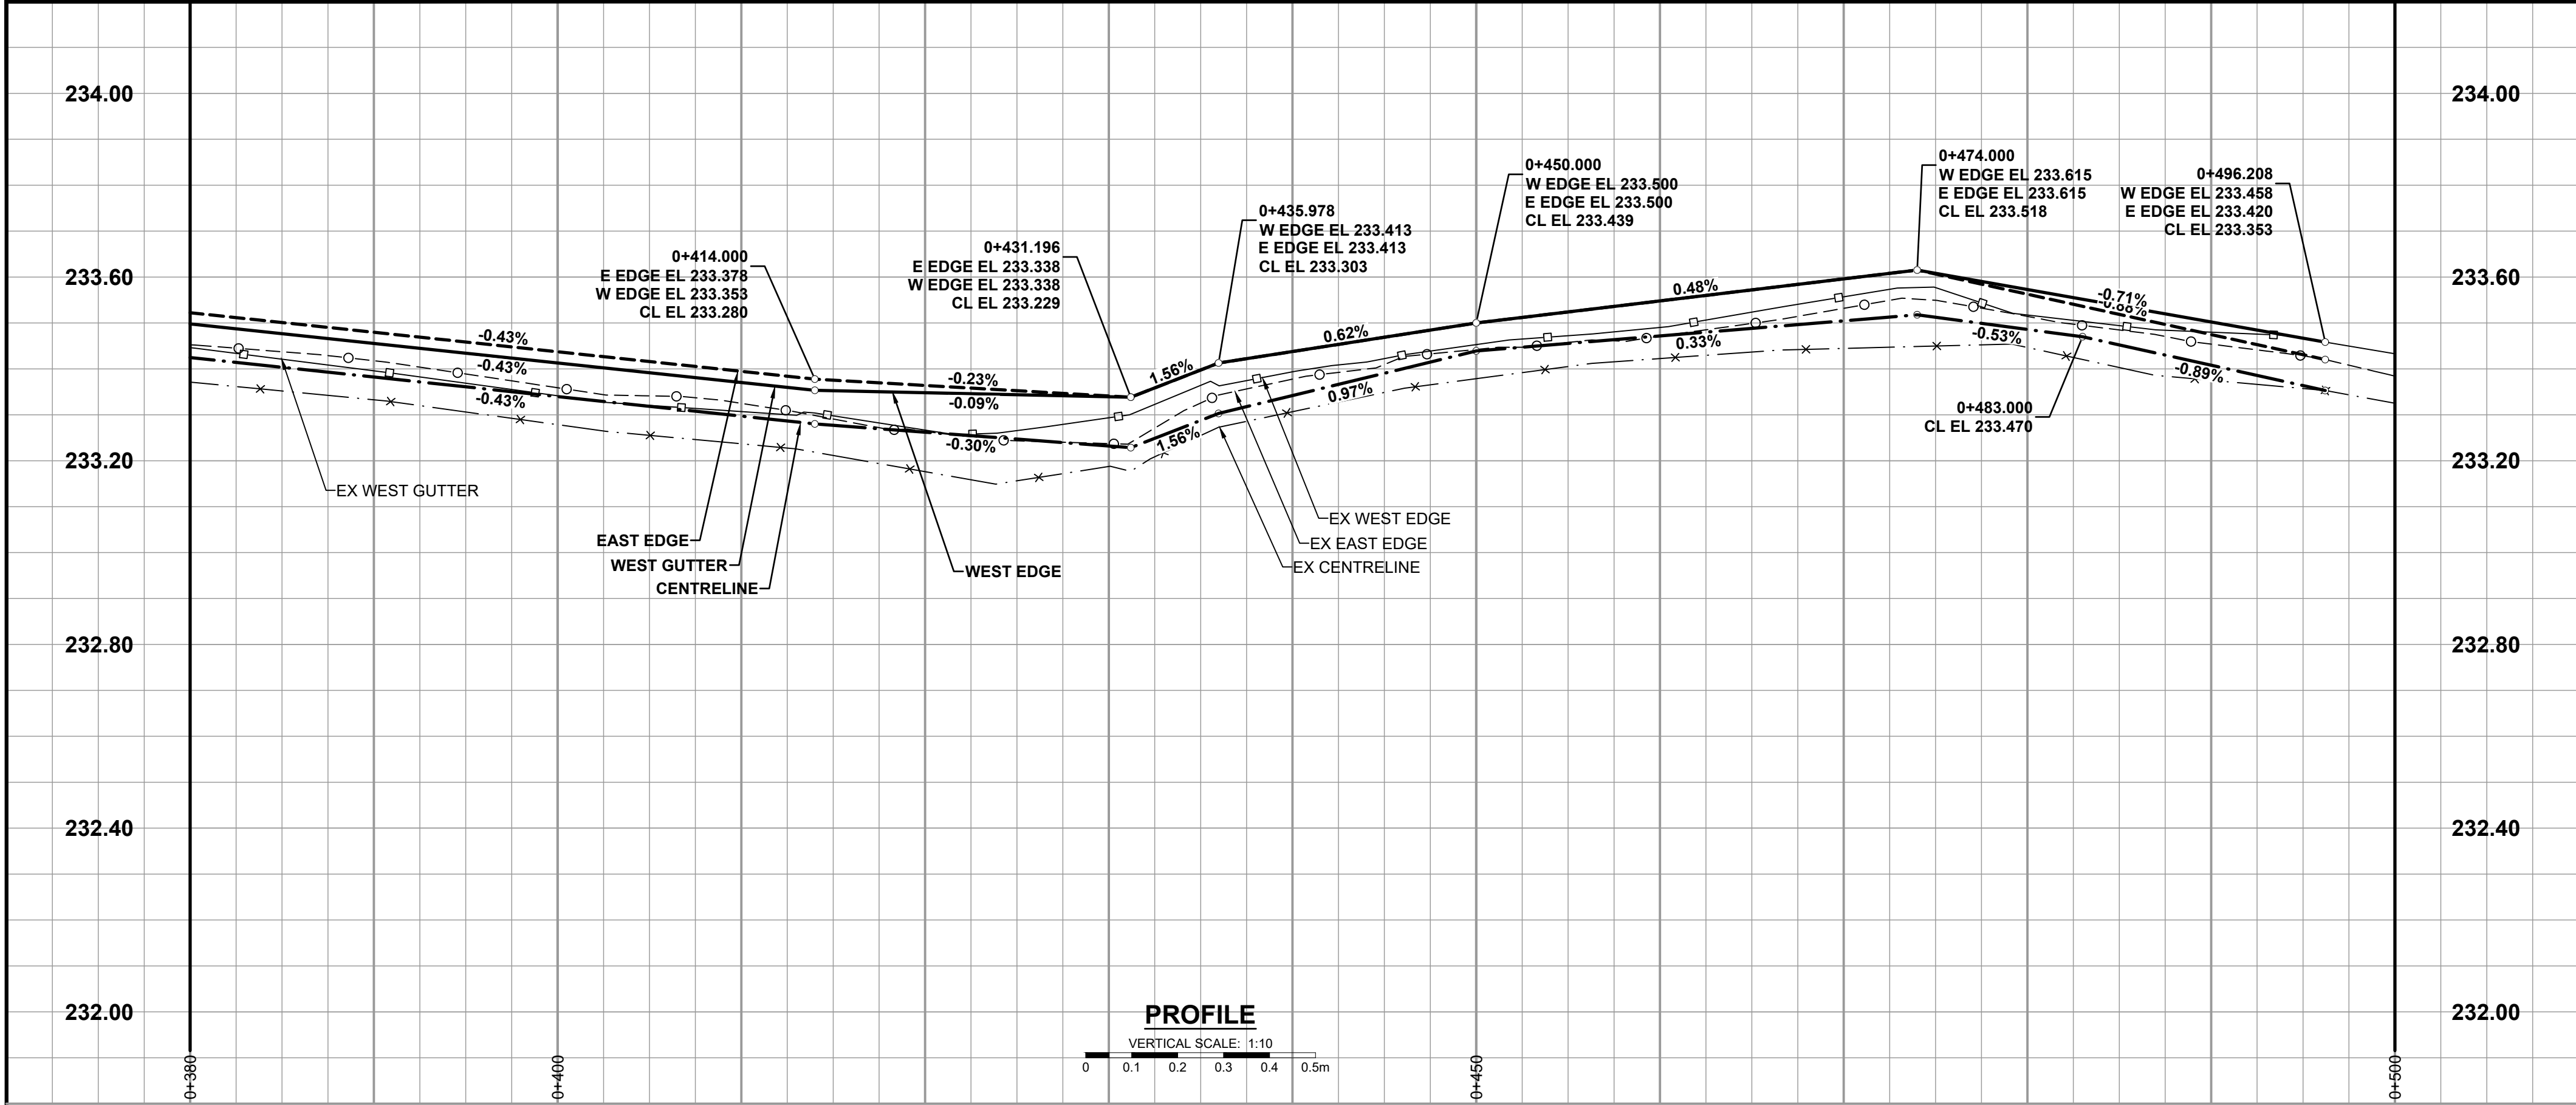 234.00
234.00
0+474.000
W EDGE EL 233.615
E EDGE EL 233.615
CL EL 233.518
0+450.000
W EDGE EL 233.500
E EDGE EL 233.500
CL EL 233.439
0+496.208
W EDGE EL 233.458
E EDGE EL 233.420
CL EL 233.353
0+435.978
W EDGE EL 233.413
E EDGE EL 233.413
CL EL 233.303
0+431.196
E EDGE EL 233.338
W EDGE EL 233.338
CL EL 233.229
0+414.000
E EDGE EL 233.378
W EDGE EL 233.353
CL EL 233.280
233.60
233.60
-0.43%
-0.43%
-0.43%
-0.23%
-0.09%
-0.30%
1.56%
1.56%
0.62%
0.97%
0.48%
0.33%
-0.71%
-0.88%
-0.53%
-0.89%
0+483.000
CL EL 233.470
233.20
233.20
EX WEST GUTTER
EAST EDGE
WEST GUTTER
CENTRELINE
WEST EDGE
EX WEST EDGE
EX EAST EDGE
EX CENTRELINE
232.80
232.80
232.40
232.40
232.00
232.00
PROFILE
VERTICAL SCALE: 1:10
0 0.1 0.2 0.3 0.4 0.5m
0+380
0+400
0+450
0+500